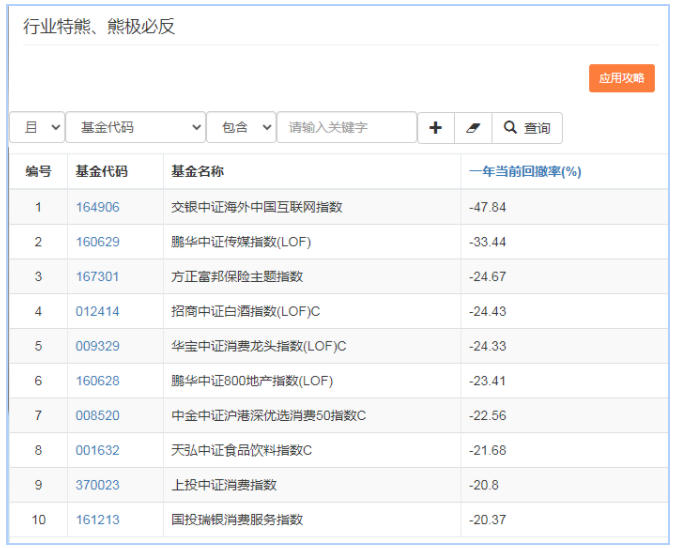 行业特熊、熊极必反
应用攻略
且 基金代码 包含 请输入关键字 查询
编号 基金代码 基金名称 一年当前回撤率(%)
1 164906 交银中证海外中国互联网指数 -47.84
2 160629 鹏华中证传媒指数(LOF) -33.44
3 167301 方正富邦保险主题指数 -24.67
4 012414 招商中证白酒指数(LOF)C -24.43
5 009329 华宝中证消费龙头指数(LOF)C -24.33
6 160628 鹏华中证800地产指数(LOF) -23.41
7 008520 中金中证沪港深优选消费50指数C -22.56
8 001632 天弘中证食品饮料指数C -21.68
9 370023 上投中证消费指数 -20.8
10 161213 国投瑞银消费服务指数 -20.37